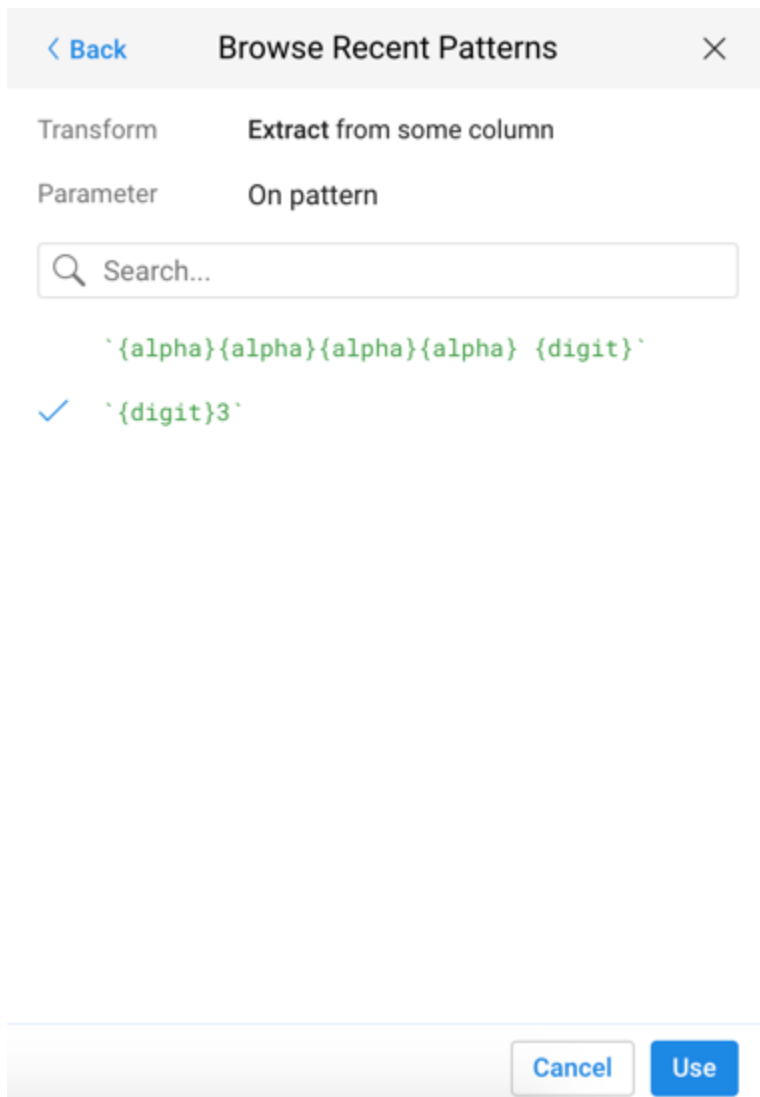 Back Browse Recent Patterns
Transform Extract from some column
Parameter On pattern
Search...
`{alpha}{alpha}{alpha}{alpha} {digit}`
`{digit}3`
Cancel Use